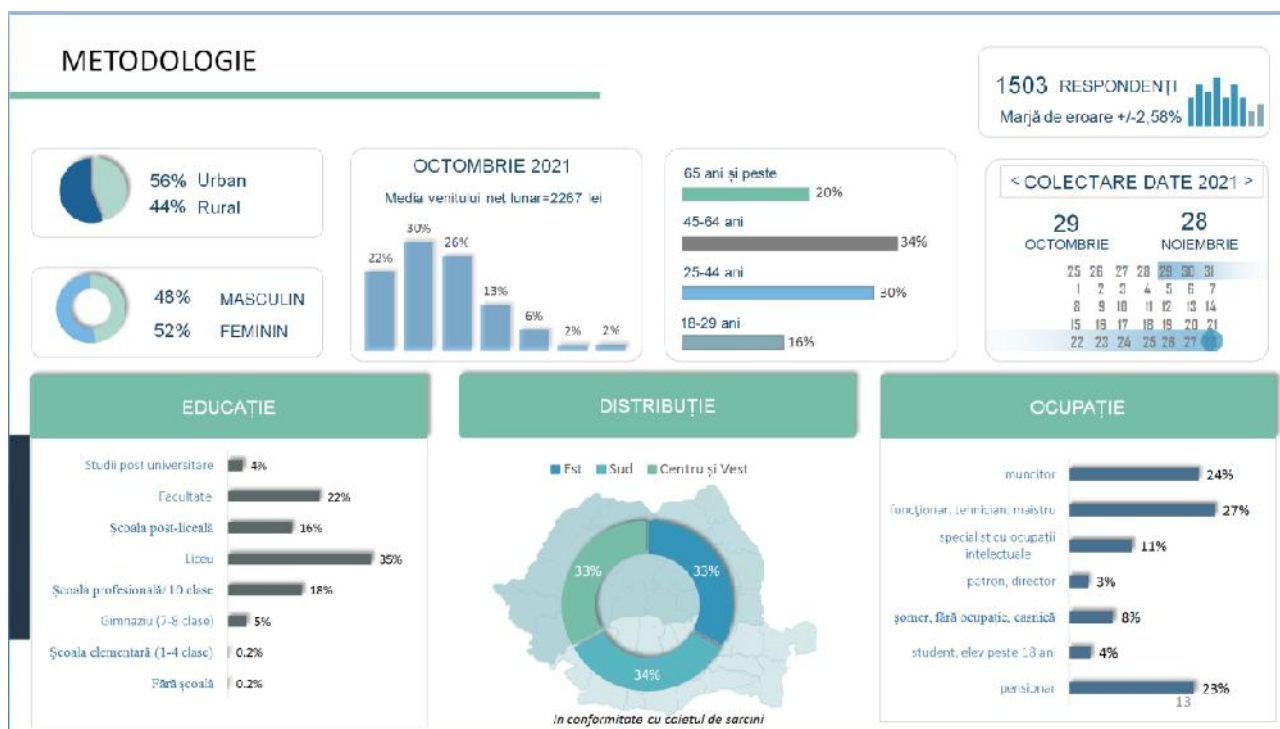 METODOLOGIE
1503 RESPONDENȚI
Marjă de eroare +/-2,58%
56% Urban
44% Rural
48% MASCULIN
52% FEMININ
OCTOMBRIE 2021
Media venitului net lunar=2267 lei
22%
30%
26%
13%
6%
2%
2%
65 ani și peste
20%
45-64 ani
34%
25-44 ani
30%
18-29 ani
16%
< COLECTARE DATE 2021 >
29 28
OCTOMBRIE NOIEMBRIE
25 26 27 28 29 30 31
1 2 3 4 5 6 7
8 9 10 11 12 13 14
15 16 17 18 19 20 21
22 23 24 25 26 27
EDUCAȚIE
Studii post universitare 4%
Facultate 22%
Școala post-liceală 16%
Liceu 35%
Școala profesională/ 10 clase 18%
Gimnaziu (7-8 clase) 5%
Școala elementară (1-4 clase) 0.2%
Fără școală 0.2%
DISTRIBUȚIE
Est Sud Centru și Vest
33% 33%
34%
In conformitate cu caietul de sarcini
OCUPAȚIE
muncitor 24%
funcționar, tehnician, maistru 27%
specialist cu ocupații
intelectuale 11%
patron, director 3%
șomer, fără ocupație, casnică 8%
student, elev peste 18 ani 4%
pensionar 23%
13